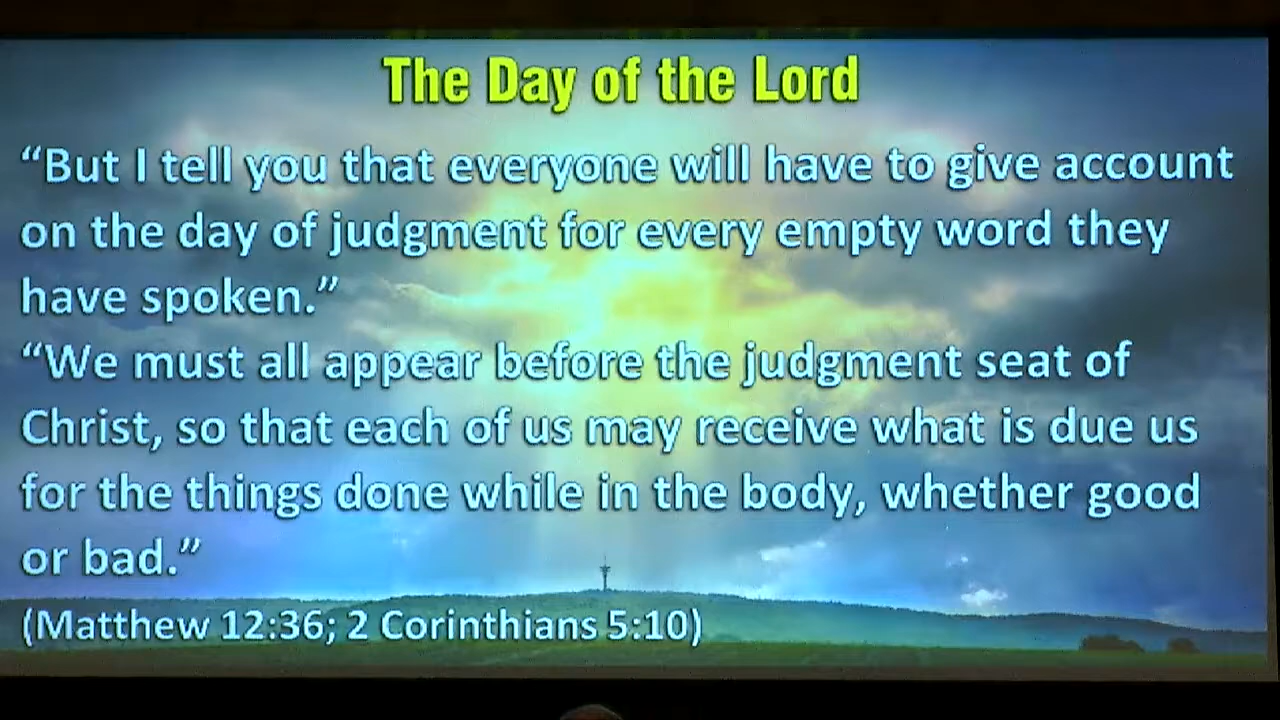 The Day of the Lord
“But I tell you that everyone will have to give account
on the day of judgment for every empty word they
have spoken.”
“We must all appear before the judgment seat of
Christ, so that each of us may receive what is due us
for the things done while in the body, whether good
or bad.”
(Matthew 12:36; 2 Corinthians 5:10)